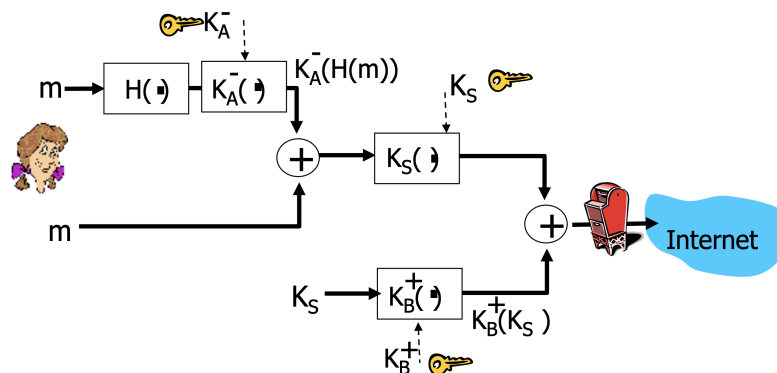 K_A^-
K_A^-(H(m))
m
H(·)
K_A^-(·)
K_S
+
K_S(·)
m
+
Internet
K_S
K_B^+(·)
K_B^+(K_S )
K_B^+